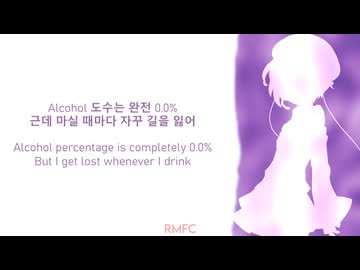 Alcohol 도수는 완전 0.0%
근데 마실 때마다 자꾸 길을 잃어
Alcohol percentage is completely 0.0%
But I get lost whenever I drink
RMFC